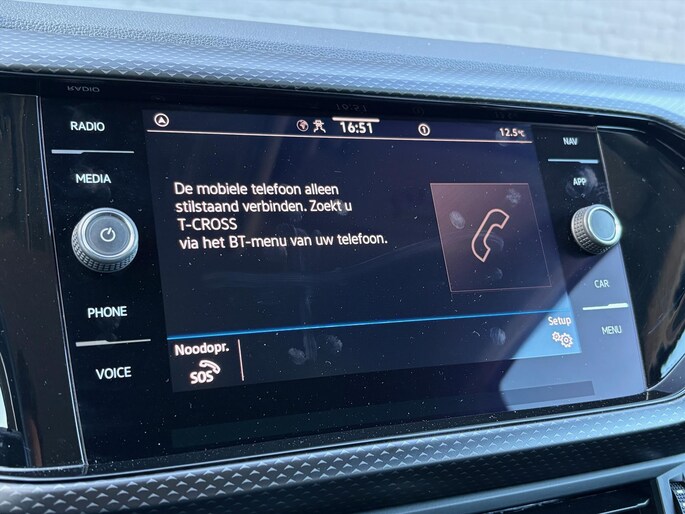 RADIO
MEDIA
PHONE
VOICE
16:51
12.5°C
De mobiele telefoon alleen
stilstaand verbinden. Zoekt u
T-CROSS
via het BT-menu van uw telefoon.
Noodopr.
SOS
Setup
NAV
APP
CAR
MENU